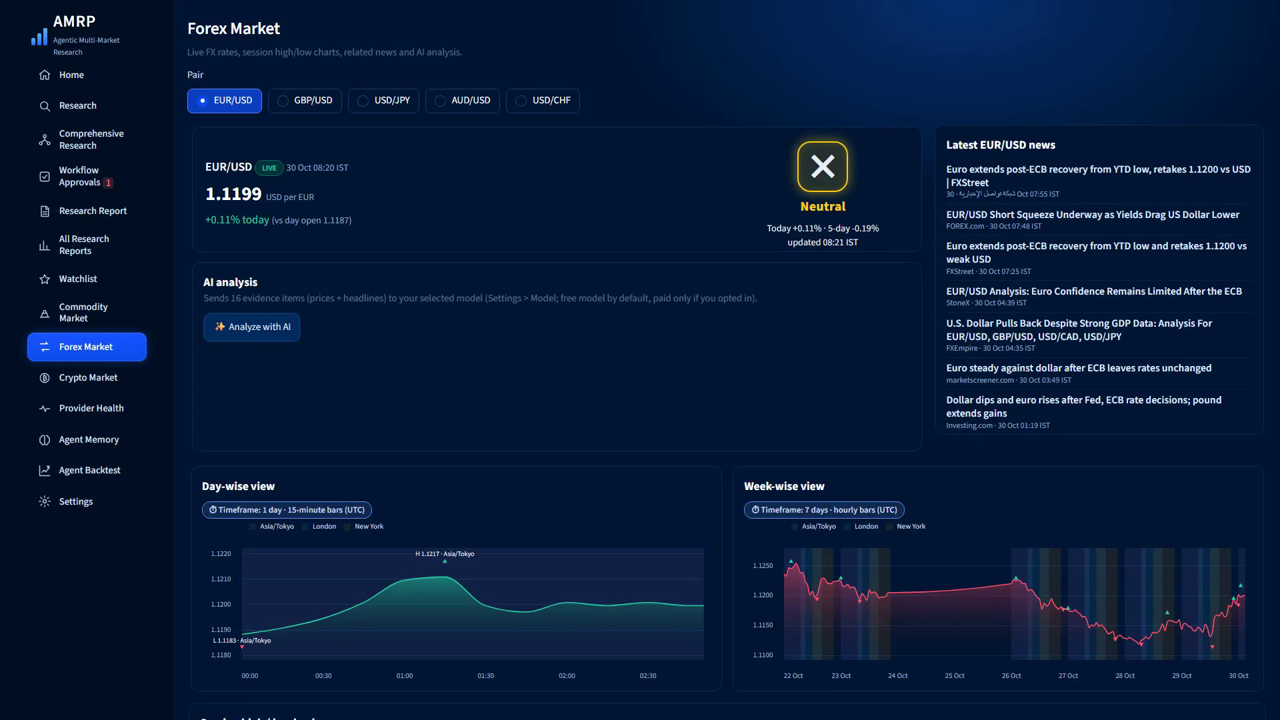 AMRP
Agentic Multi-Market
Research
Home
Research
Comprehensive
Research
Workflow
Approvals 1
Research Report
All Research
Reports
Watchlist
Commodity
Market
Forex Market
Crypto Market
Provider Health
Agent Memory
Agent Backtest
Settings
Forex Market
Live FX rates, session high/low charts, related news and AI analysis.
Pair
EUR/USD
GBP/USD
USD/JPY
AUD/USD
USD/CHF
EUR/USD LIVE 30 Oct 08:20 IST
1.1199 USD per EUR
+0.11% today (vs day open 1.1187)
Neutral
Today +0.11% · 5-day -0.19%
updated 08:21 IST
AI analysis
Sends 16 evidence items (prices + headlines) to your selected model (Settings > Model; free model by default, paid only if you opted in).
✨ Analyze with AI
Latest EUR/USD news
Euro extends post-ECB recovery from YTD low, retakes 1.1200 vs USD
| FXStreet
30 · شبكة تواصل الإخبارية Oct 07:55 IST
EUR/USD Short Squeeze Underway as Yields Drag US Dollar Lower
FOREX.com · 30 Oct 07:48 IST
Euro extends post-ECB recovery from YTD low and retakes 1.1200 vs
weak USD
FXStreet · 30 Oct 07:25 IST
EUR/USD Analysis: Euro Confidence Remains Limited After the ECB
StoneX · 30 Oct 04:39 IST
U.S. Dollar Pulls Back Despite Strong GDP Data: Analysis For
EUR/USD, GBP/USD, USD/CAD, USD/JPY
FXEmpire · 30 Oct 04:35 IST
Euro steady against dollar after ECB leaves rates unchanged
marketscreener.com · 30 Oct 03:49 IST
Dollar dips and euro rises after Fed, ECB rate decisions; pound
extends gains
Investing.com · 30 Oct 01:19 IST
Day-wise view
⏱ Timeframe: 1 day · 15-minute bars (UTC)
Asia/Tokyo London New York
H 1.1217 · Asia/Tokyo
L 1.1183 · Asia/Tokyo
1.1220
1.1210
1.1200
1.1190
1.1180
00:00 00:30 01:00 01:30 02:00 02:30
Week-wise view
⏱ Timeframe: 7 days · hourly bars (UTC)
Asia/Tokyo London New York
1.1250
1.1200
1.1150
1.1100
22 Oct 23 Oct 24 Oct 25 Oct 26 Oct 27 Oct 28 Oct 29 Oct 30 Oct